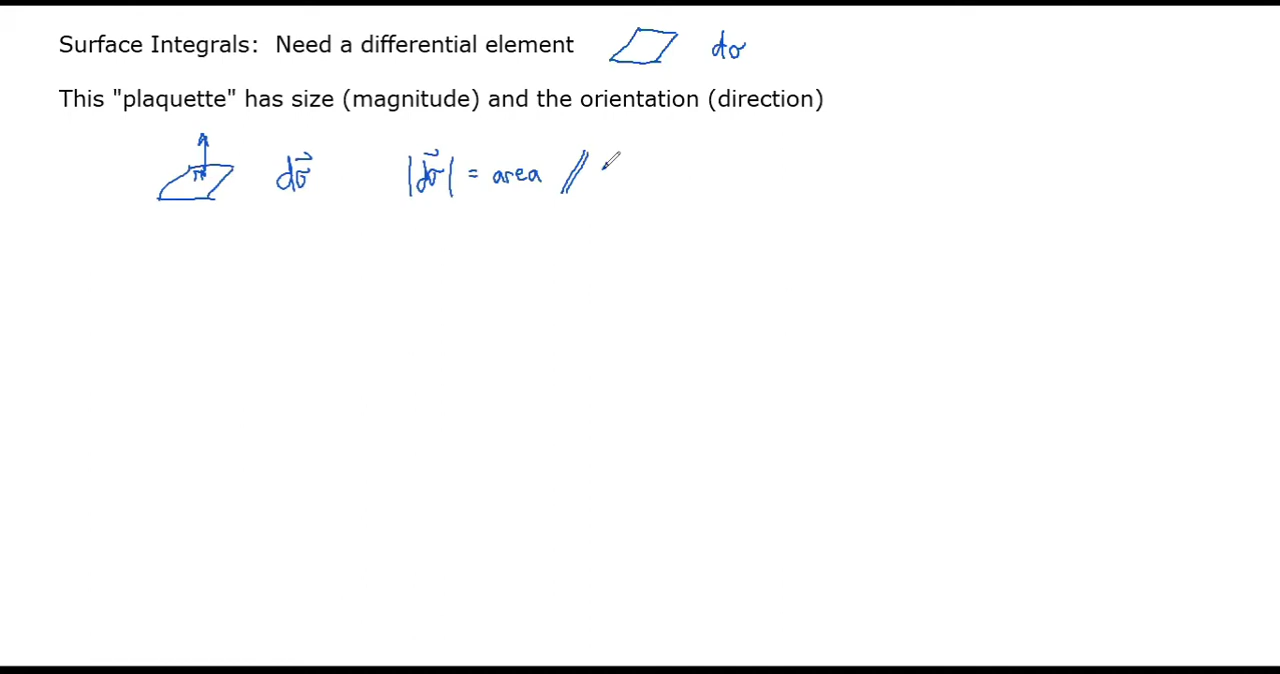 Surface Integrals: Need a differential element dσ
This "plaquette" has size (magnitude) and the orientation (direction)
dσ⃗ |dσ⃗| = area //